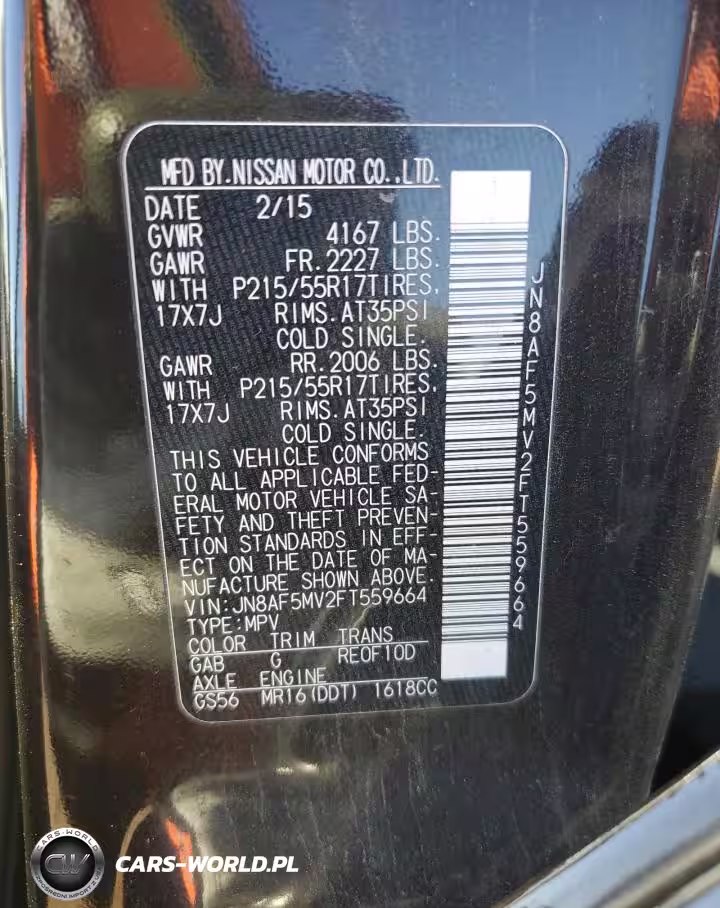 MFD BY.NISSAN MOTOR CO.,LTD.
DATE 2/15
GVWR 4167 LBS.
GAWR FR.2227 LBS.
WITH P215/55R17TIRES,
17X7J RIMS.AT35PSI
COLD SINGLE.
GAWR RR.2006 LBS.
WITH P215/55R17TIRES,
17X7J RIMS.AT35PSI
COLD SINGLE.
THIS VEHICLE CONFORMS
TO ALL APPLICABLE FED-
ERAL MOTOR VEHICLE SA-
FETY AND THEFT PREVEN-
TION STANDARDS IN EFF-
ECT ON THE DATE OF MA-
NUFACTURE SHOWN ABOVE.
VIN:JN8AF5MV2FT559664
TYPE:MPV
COLOR TRIM TRANS
GAB G RE0F10D
AXLE ENGINE
GS56 MR16(DDT) 1618CC
JN8AF5MV2FT559664
CARS-WORLD
CW
CARS-WORLD.PL